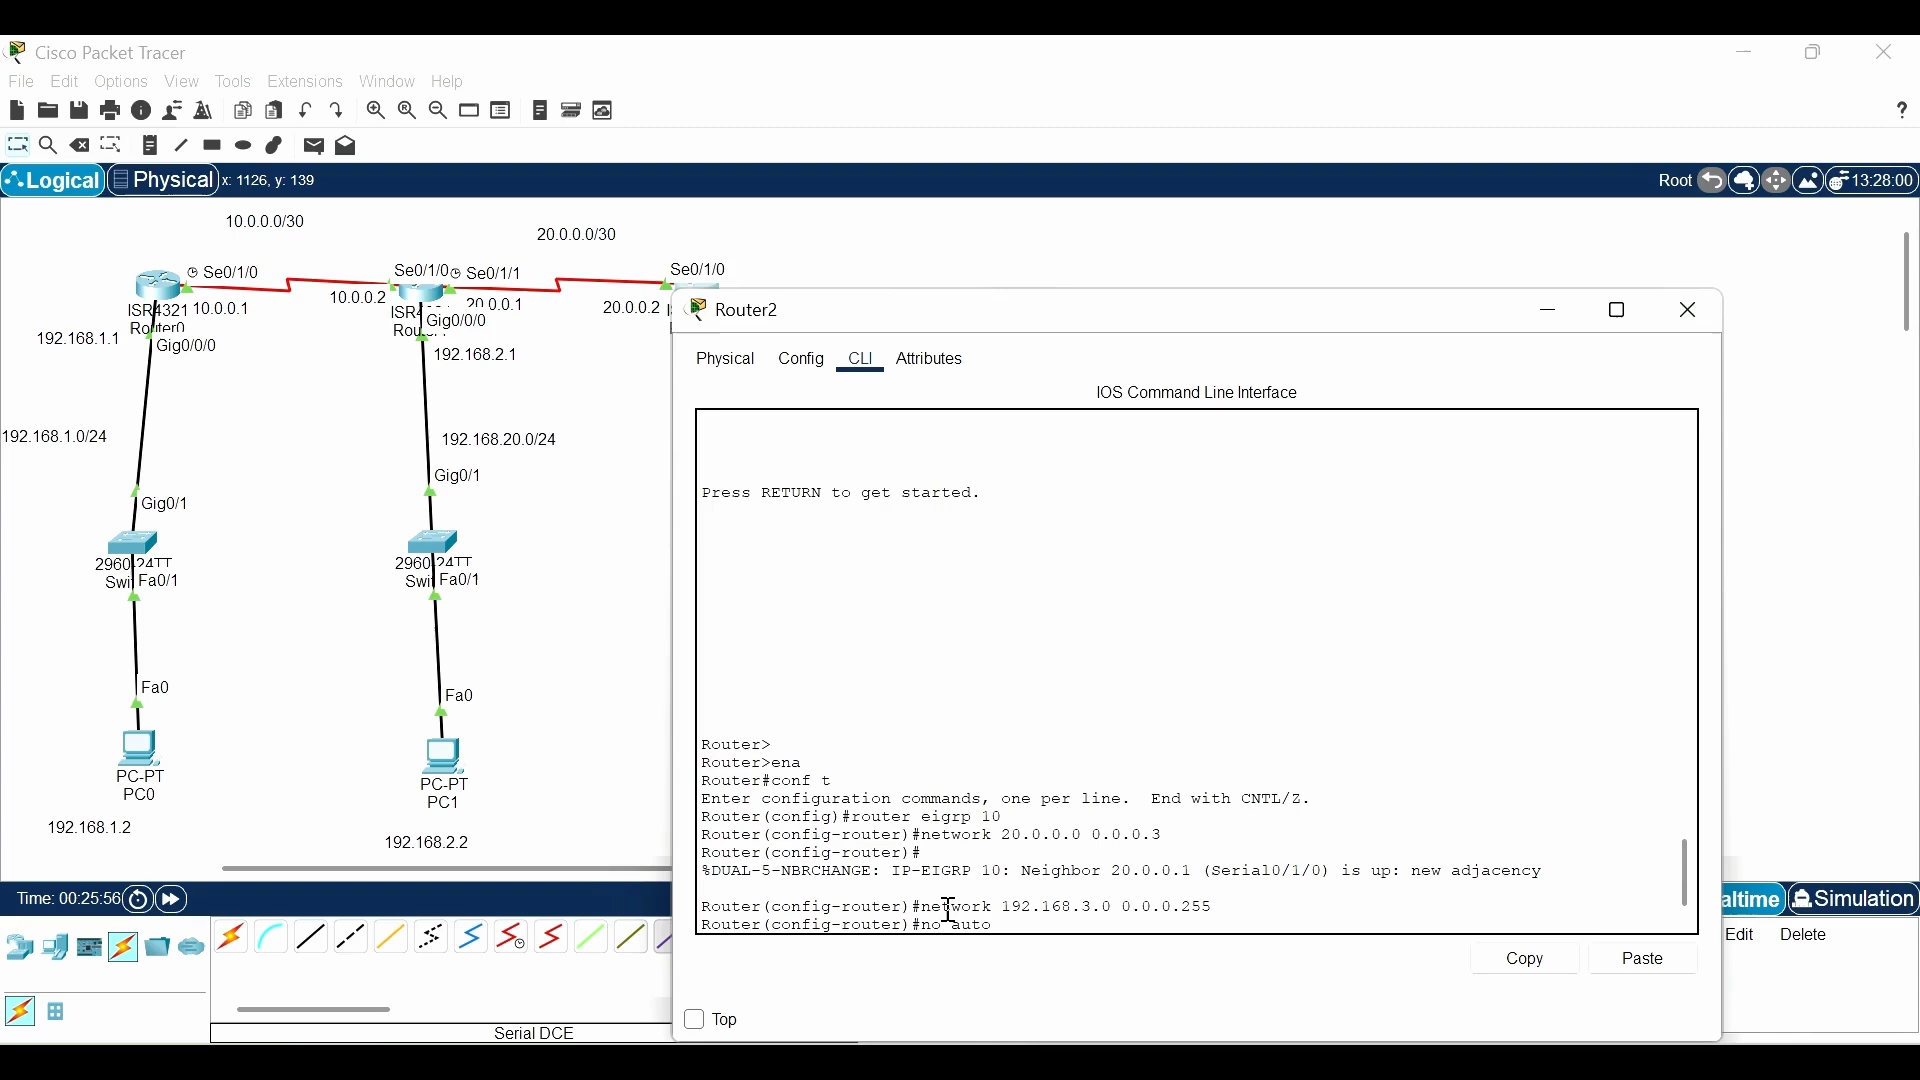 Cisco Packet Tracer
File Edit Options View Tools Extensions Window Help
?
Logical Physical x: 1126, y: 139
Root 13:28:00
10.0.0.0/30
20.0.0.0/30
Se0/1/0
Se0/1/0 Se0/1/1
Se0/1/0
10.0.0.2
20.0.0.1
20.0.0.2
ISR4321 10.0.0.1
Router0
Gig0/0/0
192.168.1.1
Gig0/0/0
192.168.2.1
192.168.1.0/24
192.168.20.0/24
Gig0/1
Gig0/1
2960-24TT
Fa0/1
2960-24TT
Fa0/1
Fa0
Fa0
PC-PT
PC0
PC-PT
PC1
192.168.1.2
192.168.2.2
Router2
Physical Config CLI Attributes
IOS Command Line Interface
Press RETURN to get started.
Router>
Router>ena
Router#conf t
Enter configuration commands, one per line. End with CNTL/Z.
Router(config)#router eigrp 10
Router(config-router)#network 20.0.0.0 0.0.0.3
Router(config-router)#
%DUAL-5-NBRCHANGE: IP-EIGRP 10: Neighbor 20.0.0.1 (Serial0/1/0) is up: new adjacency
Router(config-router)#network 192.168.3.0 0.0.0.255
Router(config-router)#no auto
Copy Paste
Top
Time: 00:25:56
altime Simulation
Edit Delete
Serial DCE